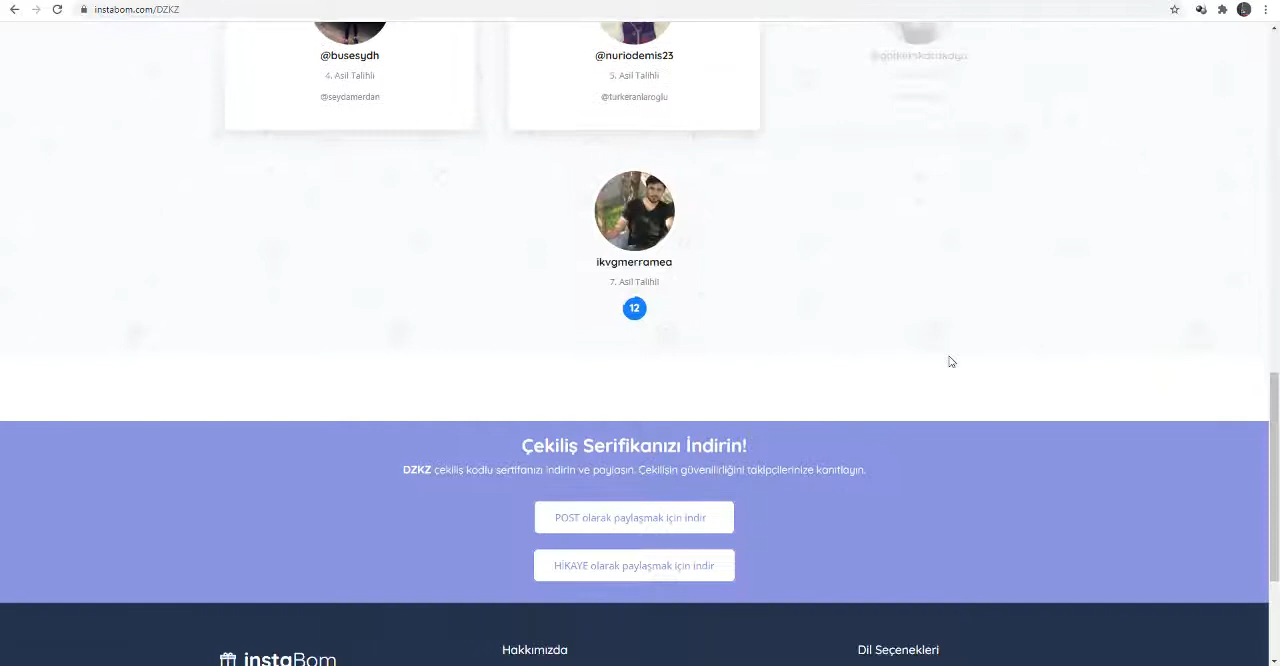 instabom.com/DZKZ
@busesydh
4. Asil Talihli
@seydamerdan
@nuriodemis23
5. Asil Talihli
@turkeranlaroglu
ikvgmerramea
7. Asil Talihli
12
Çekiliş Serifikanızı İndirin!
DZKZ çekiliş kodlu sertifanızı indirin ve paylaşın. Çekilişin güvenilirliğini takipçilerinize kanıtlayın.
POST olarak paylaşmak için indir
HİKAYE olarak paylaşmak için indir
instaBom
Hakkımızda
Dil Seçenekleri